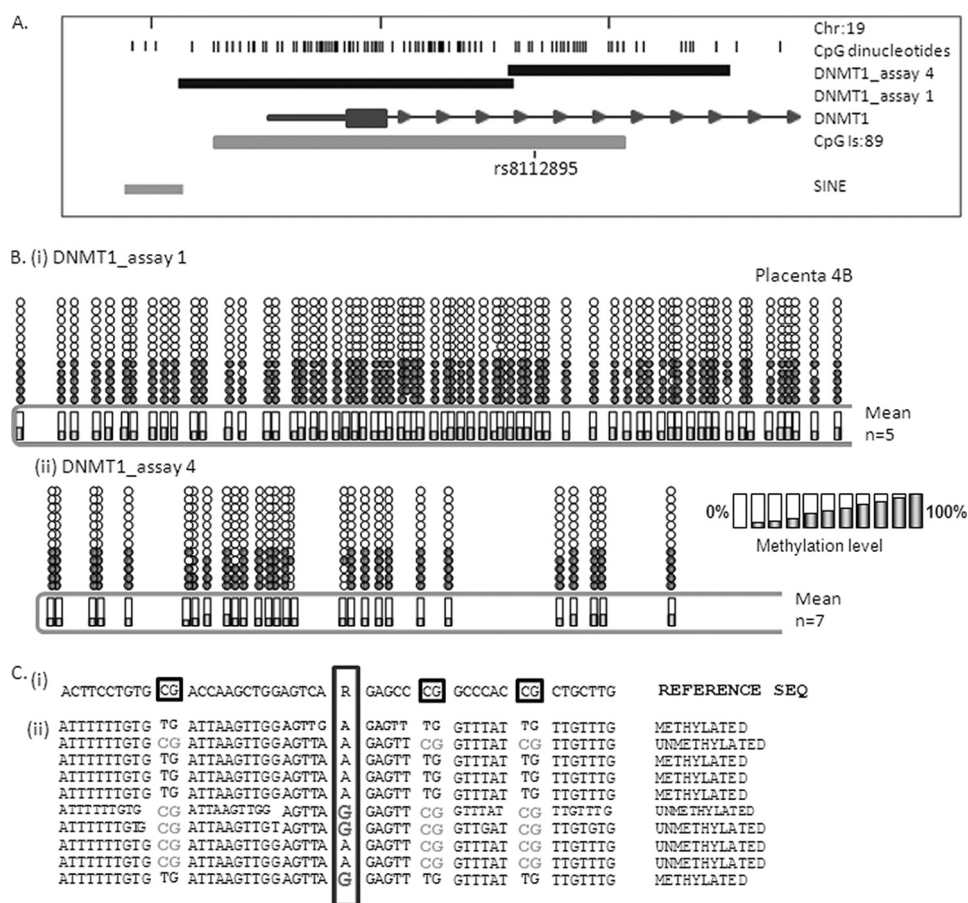 A.
Chr:19
CpG dinucleotides
DNMT1_assay 4
DNMT1_assay 1
DNMT1
CpG Is:89
rs8112895
SINE
B. (i) DNMT1_assay 1
Placenta 4B
Mean
n=5
(ii) DNMT1_assay 4
0% 100%
Methylation level
Mean
n=7
C. (i)
ACTTCCTGTG CG ACCAAGCTGGAGTCA R GAGCC CG GCCCAC CG CTGCTTG REFERENCE SEQ
(ii)
ATTTTTTGTG TG ATTAAGTTGGAGTTG A GAGTT TG GTTTAT TG TTGTTTG METHYLATED
ATTTTTTGTG CG ATTAAGTTGGAGTTA A GAGTT CG GTTTAT CG TTGTTTG UNMETHYLATED
ATTTTTTGTG TG ATTAAGTTGGAGTTA A GAGTT TG GTTTAT TG TTGTTTG METHYLATED
ATTTTTTGTG TG ATTAAGTTGGAGTTA A GAGTT TG GTTTAT TG TTGTTTG METHYLATED
ATTTTTTGTG TG ATTAAGTTGGAGTTA A GAGTT TG GTTTAT TG TTGTTTG METHYLATED
ATTTTTTGTG CG ATTAAGTTGG AGTTA G GAGTT CG GTTTAT CG TTGTTTG UNMETHYLATED
ATTTTTTGTG CG ATTAAGTTGTAGTTA G GAGTT CG GTTGAT CG TTGTGTG UNMETHYLATED
ATTTTTTGTG CG ATTAAGTTGGAGTTA A GAGTT CG GTTTAT CG TTGTTTG UNMETHYLATED
ATTTTTTGTG CG ATTAAGTTGGAGTTA A GAGTT CG GTTTAT CG TTGTTTG UNMETHYLATED
ATTTTTTGTG TG ATTAAGTTGGAGTTA G GAGTT TG GTTTAT TG TTGTTTG METHYLATED